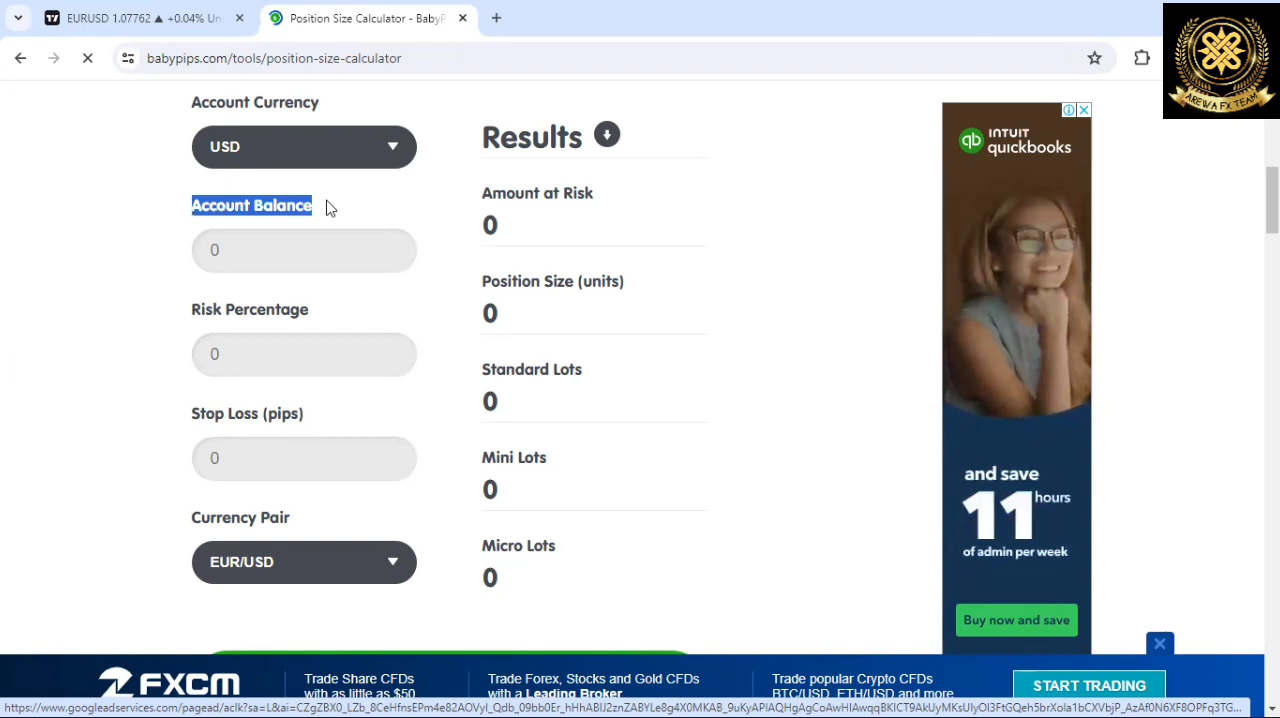 EURUSD 1.07762 ▲ +0.04% Un
Position Size Calculator - BabyP
babypips.com/tools/position-size-calculator
AREWA FX TEAM
Account Currency
USD
Account Balance
0
Risk Percentage
0
Stop Loss (pips)
0
Currency Pair
EUR/USD
Results
Amount at Risk
0
Position Size (units)
0
Standard Lots
0
Mini Lots
0
Micro Lots
0
qb INTUIT
quickbooks
and save
11 hours
of admin per week
Buy now and save
FXCM
Trade Share CFDs
with as little as $50
Trade Forex, Stocks and Gold CFDs
with a Leading Broker
Trade popular Crypto CFDs
BTC/USD, ETH/USD and more
START TRADING